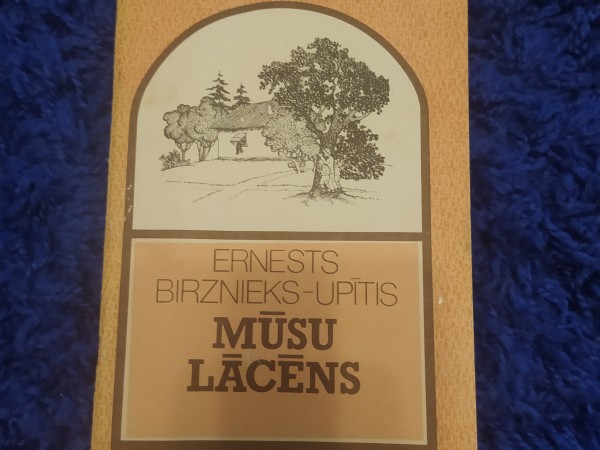 ERNESTS
BIRZNIEKS-UPĪTIS
MŪSU
LĀCĒNS